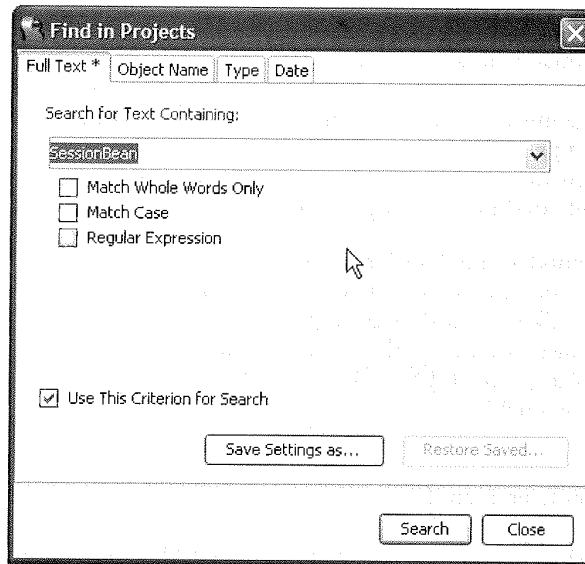 Find in Projects
Full Text * Object Name Type Date
Search for Text Containing:
SessionBean
Match Whole Words Only
Match Case
Regular Expression
Use This Criterion for Search
Save Settings as... Restore Saved...
Search Close